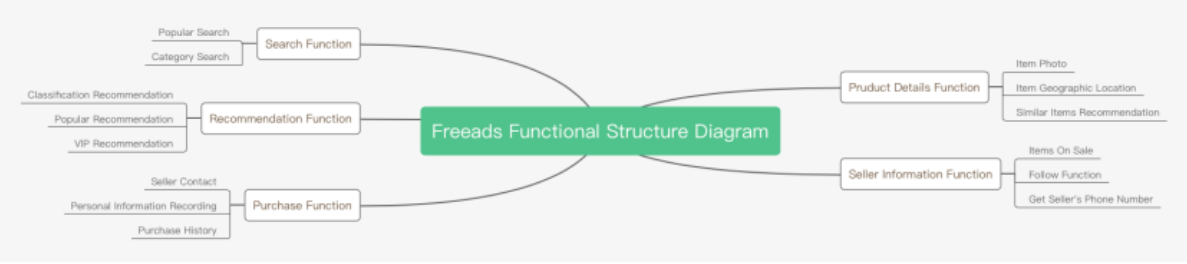 Freeads Functional Structure Diagram
Search Function
Popular Search
Category Search
Recommendation Function
Classification Recommendation
Popular Recommendation
VIP Recommendation
Purchase Function
Seller Contact
Personal Information Recording
Purchase History
Pruduct Details Function
Item Photo
Item Geographic Location
Similar Items Recommendation
Seller Information Function
Items On Sale
Follow Function
Get Seller's Phone Number